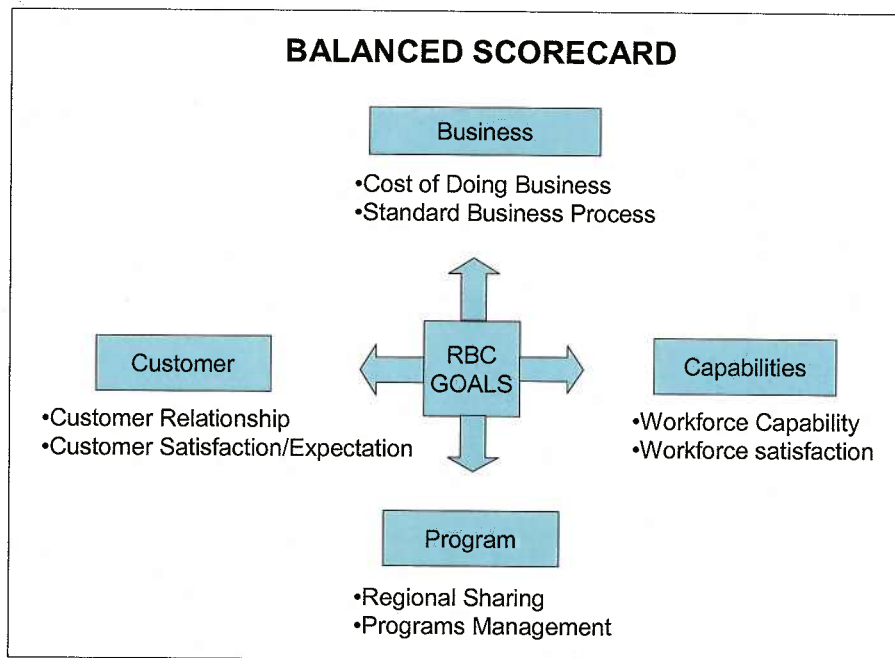 BALANCED SCORECARD
Business
•Cost of Doing Business
•Standard Business Process
Customer
•Customer Relationship
•Customer Satisfaction/Expectation
RBC
GOALS
Capabilities
•Workforce Capability
•Workforce satisfaction
Program
•Regional Sharing
•Programs Management